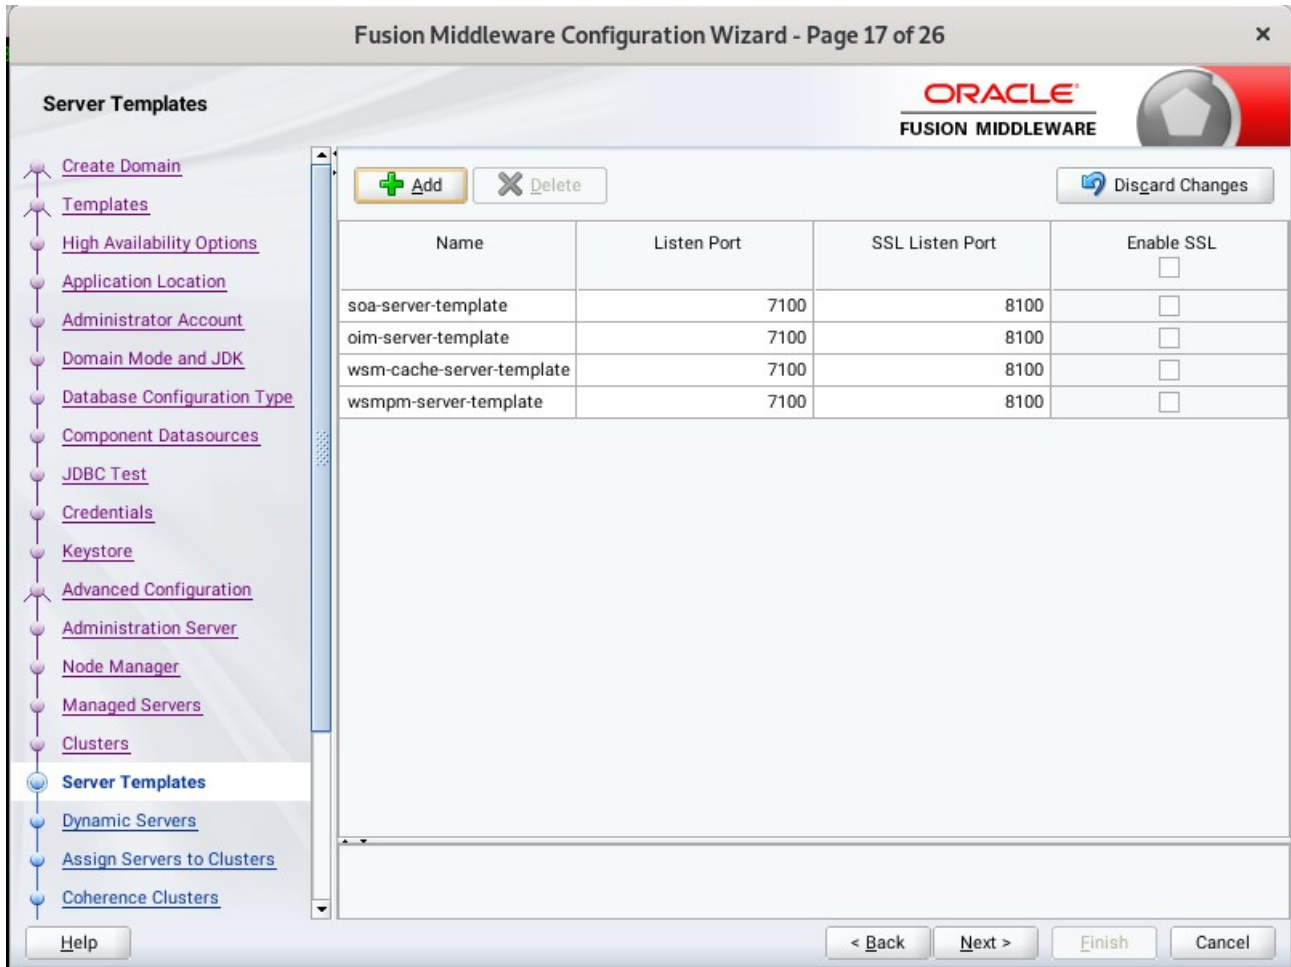 Fusion Middleware Configuration Wizard - Page 17 of 26
Server Templates
ORACLE
FUSION MIDDLEWARE
Create Domain
Templates
High Availability Options
Application Location
Administrator Account
Domain Mode and JDK
Database Configuration Type
Component Datasources
JDBC Test
Credentials
Keystore
Advanced Configuration
Administration Server
Node Manager
Managed Servers
Clusters
Server Templates
Dynamic Servers
Assign Servers to Clusters
Coherence Clusters
Add Delete Discard Changes
Name Listen Port SSL Listen Port Enable SSL
soa-server-template 7100 8100
oim-server-template 7100 8100
wsm-cache-server-template 7100 8100
wsmpm-server-template 7100 8100
Help < Back Next > Finish Cancel